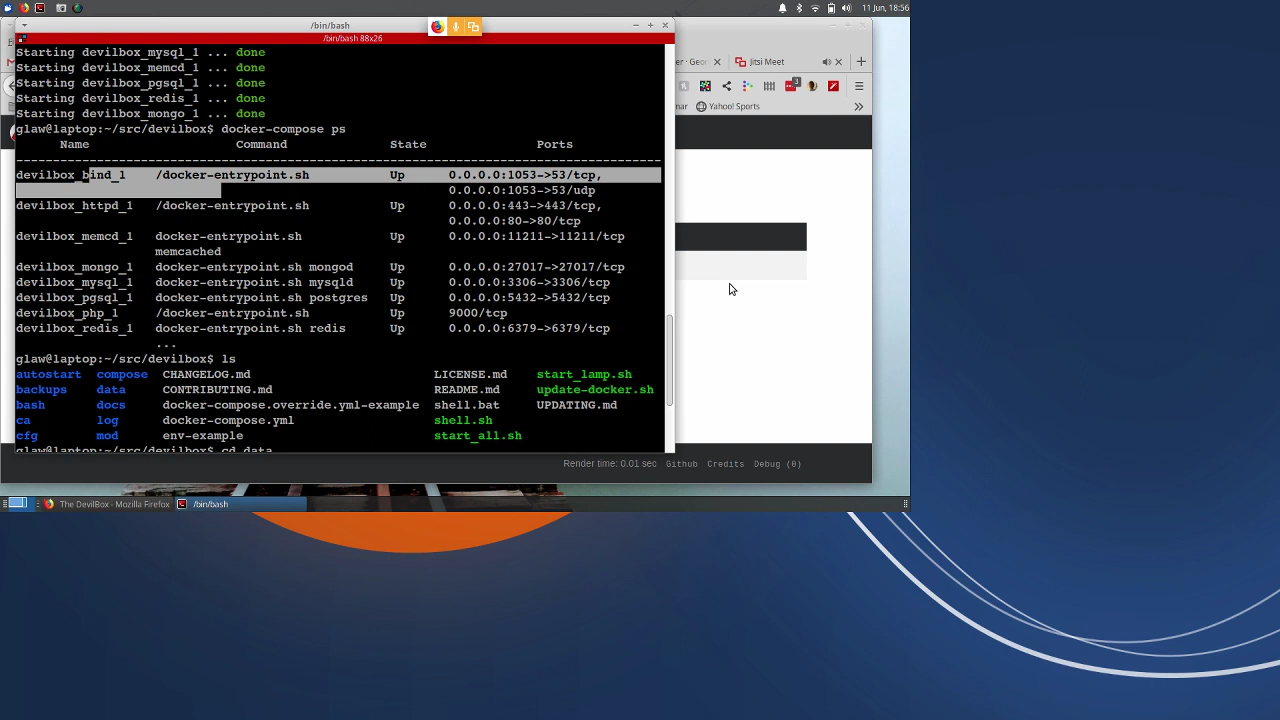 11 Jun, 18:56
/bin/bash
/bin/bash 88x26
Starting devilbox_mysql_1 ... done
Starting devilbox_memcd_1 ... done
Starting devilbox_pgsql_1 ... done
Starting devilbox_redis_1 ... done
Starting devilbox_mongo_1 ... done
glaw@laptop:~/src/devilbox$ docker-compose ps
Name Command State Ports
--------------------------------------------------------------------------------
devilbox_bind_1 /docker-entrypoint.sh Up 0.0.0.0:1053->53/tcp,
0.0.0.0:1053->53/udp
devilbox_httpd_1 /docker-entrypoint.sh Up 0.0.0.0:443->443/tcp,
0.0.0.0:80->80/tcp
devilbox_memcd_1 docker-entrypoint.sh Up 0.0.0.0:11211->11211/tcp
memcached
devilbox_mongo_1 docker-entrypoint.sh mongod Up 0.0.0.0:27017->27017/tcp
devilbox_mysql_1 docker-entrypoint.sh mysqld Up 0.0.0.0:3306->3306/tcp
devilbox_pgsql_1 docker-entrypoint.sh postgres Up 0.0.0.0:5432->5432/tcp
devilbox_php_1 /docker-entrypoint.sh Up 9000/tcp
devilbox_redis_1 docker-entrypoint.sh redis Up 0.0.0.0:6379->6379/tcp
...
glaw@laptop:~/src/devilbox$ ls
autostart compose CHANGELOG.md LICENSE.md start_lamp.sh
backups data CONTRIBUTING.md README.md update-docker.sh
bash docs docker-compose.override.yml-example shell.bat UPDATING.md
ca log docker-compose.yml shell.sh
cfg mod env-example start_all.sh
glaw@laptop:~/src/devilbox$ cd data
Jitsi Meet
3
Yahoo! Sports
Render time: 0.01 sec Github Credits Debug (0)
The DevilBox - Mozilla Firefox /bin/bash